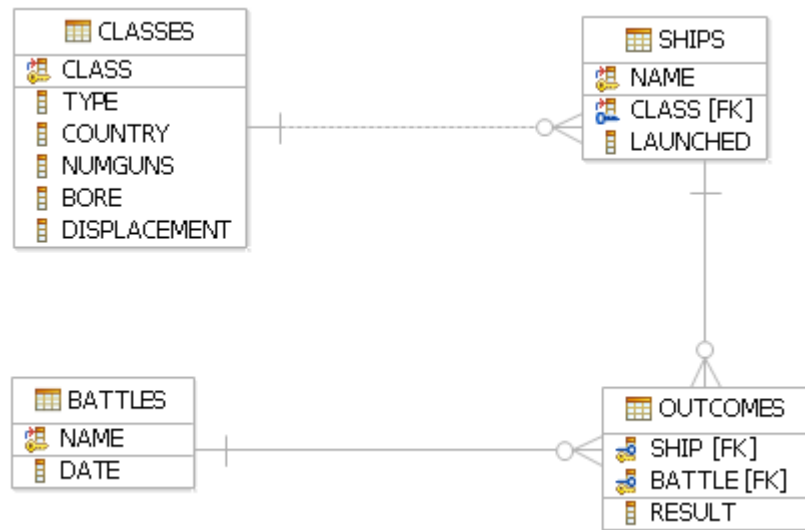 CLASSES
CLASS
TYPE
COUNTRY
NUMGUNS
BORE
DISPLACEMENT
SHIPS
NAME
CLASS [FK]
LAUNCHED
BATTLES
NAME
DATE
OUTCOMES
SHIP [FK]
BATTLE [FK]
RESULT